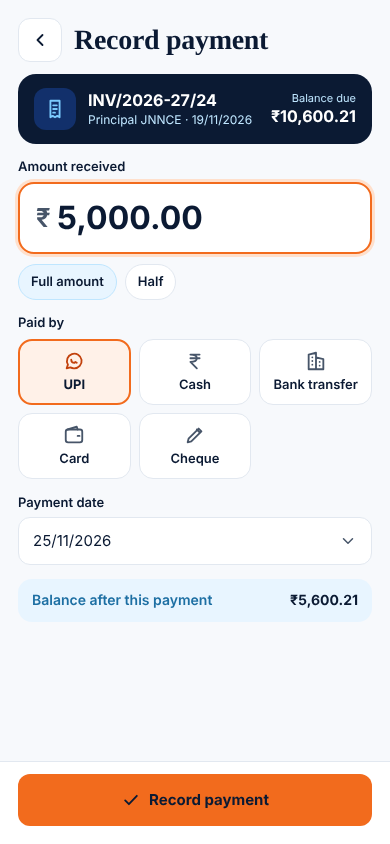 Record payment
INV/2026-27/24
Principal JNNCE · 19/11/2026
Balance due
₹10,600.21
Amount received
₹ 5,000.00
Full amount
Half
Paid by
UPI
Cash
Bank transfer
Card
Cheque
Payment date
25/11/2026
Balance after this payment ₹5,600.21
Record payment